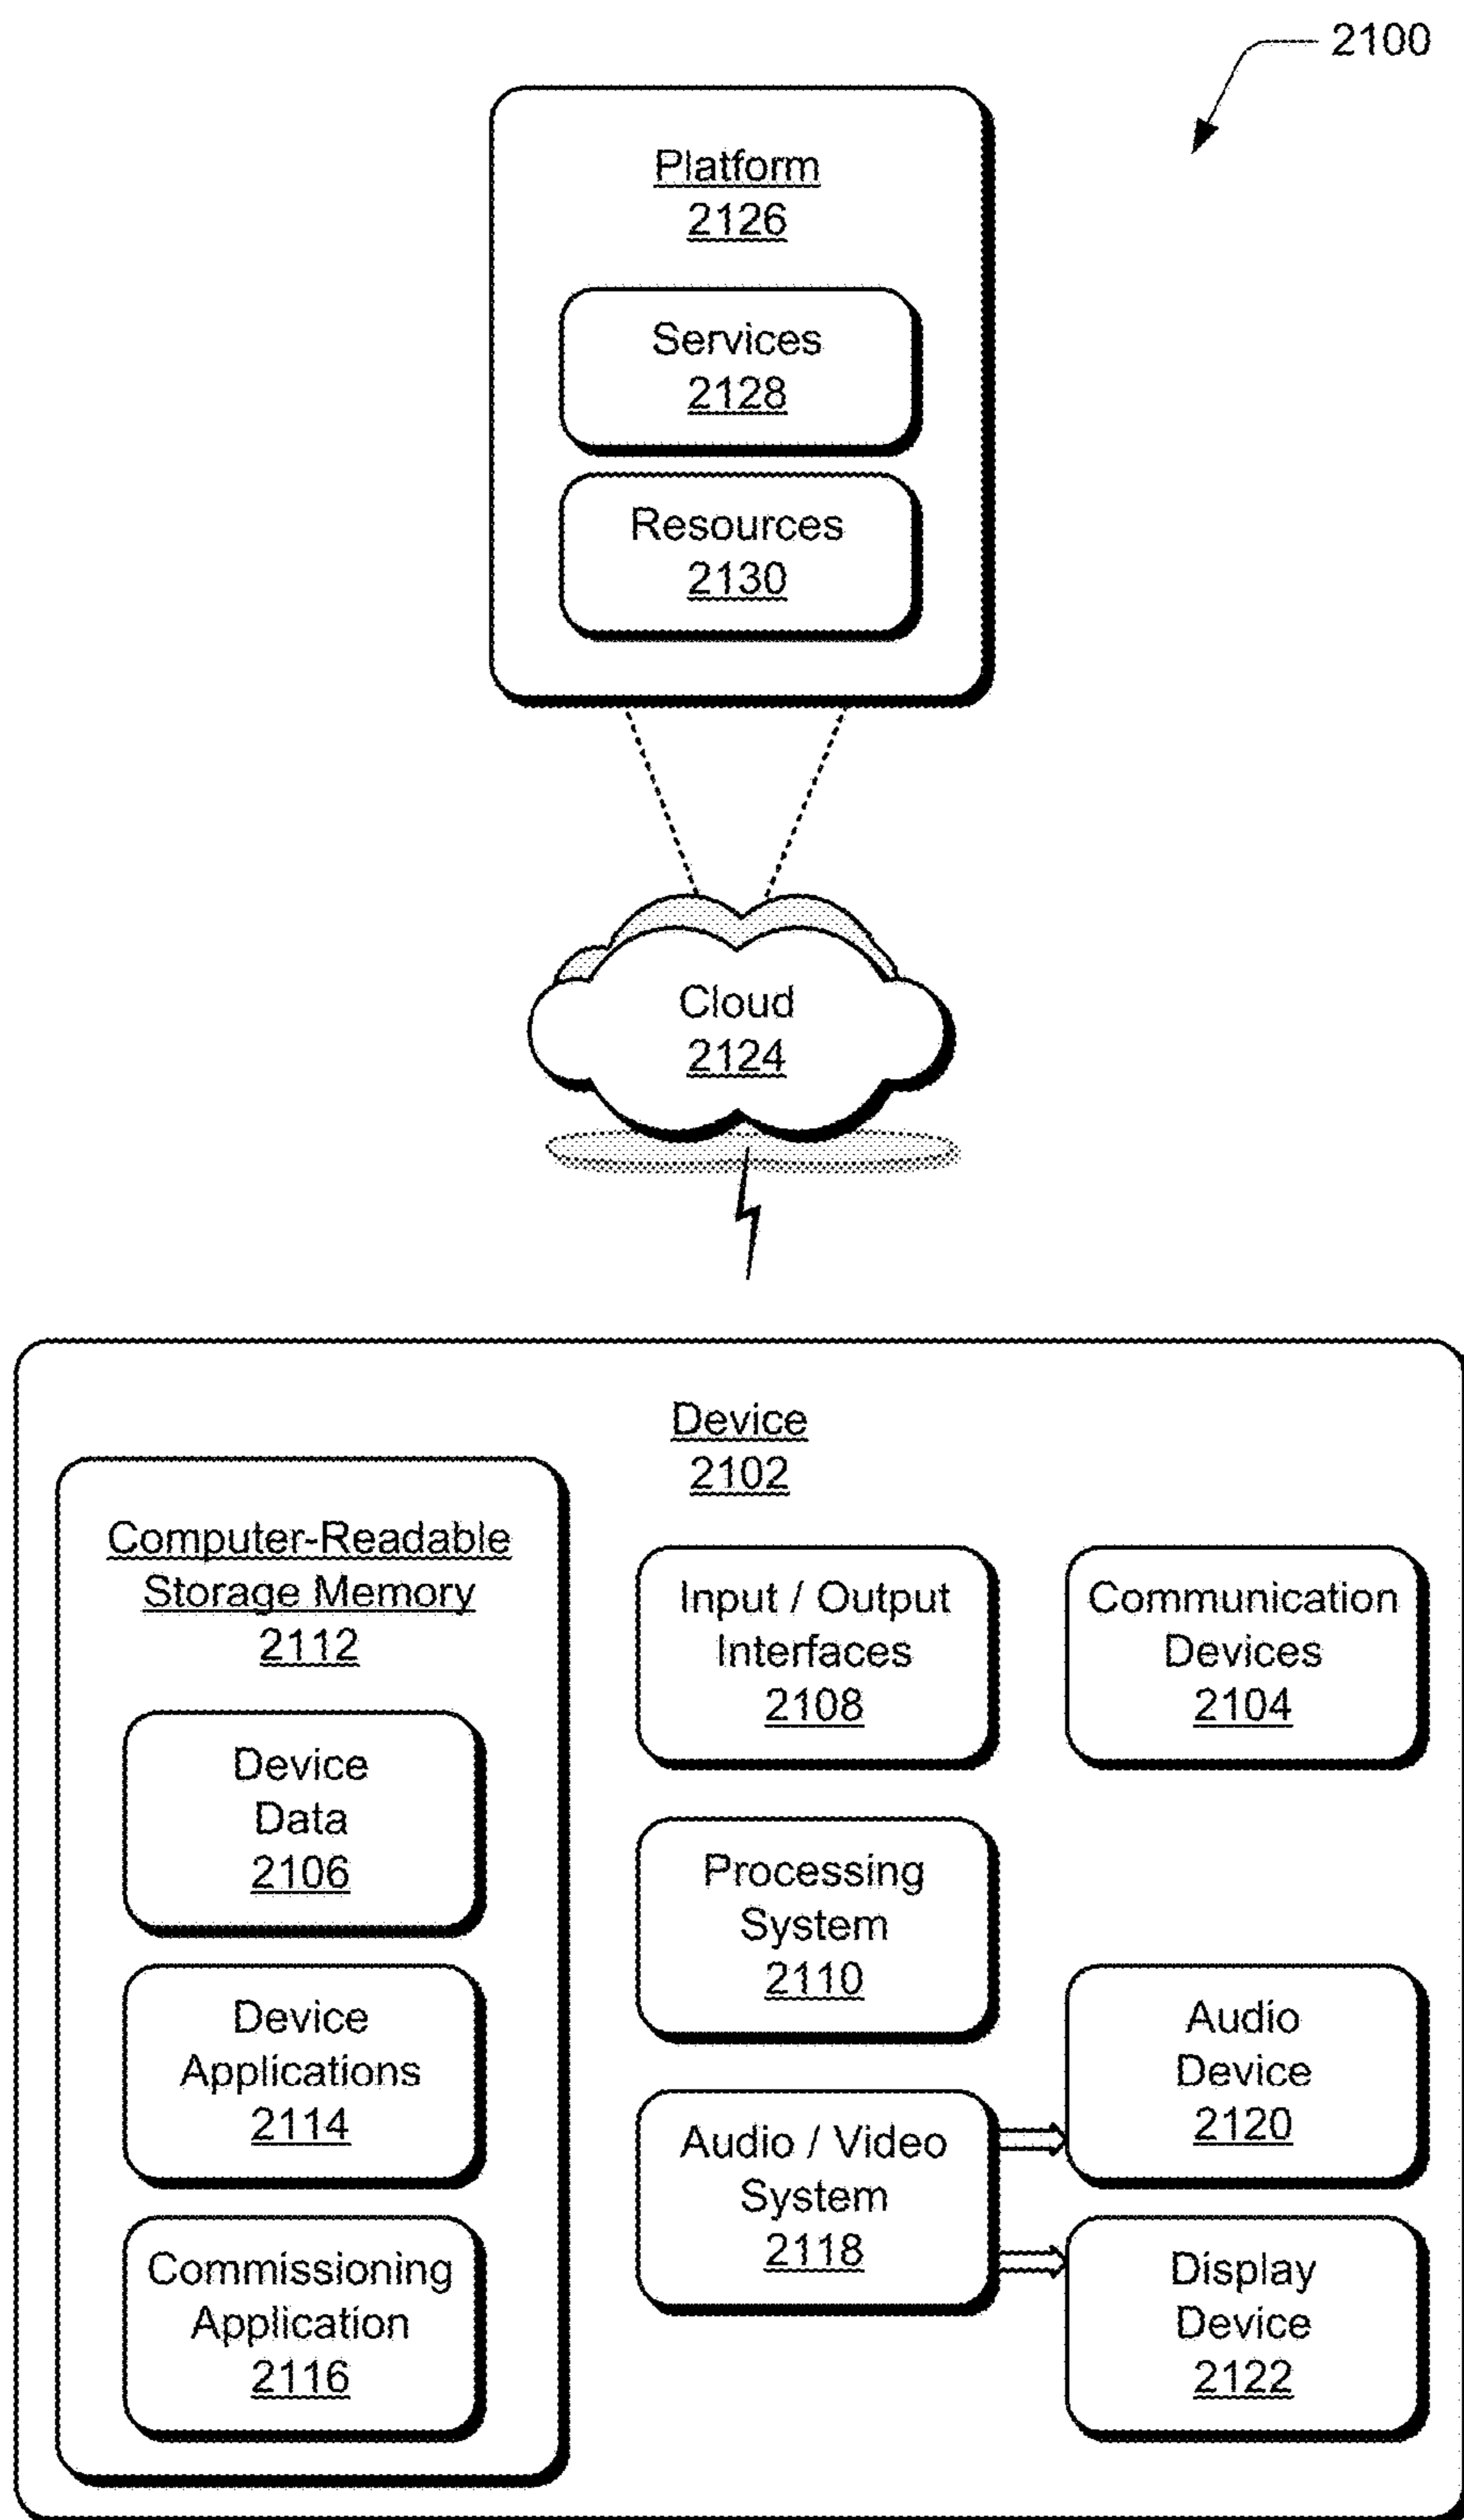 2100
Platform
2126
Services
2128
Resources
2130
Cloud
2124
Device
2102
Computer-Readable
Storage Memory
2112
Device
Data
2106
Device
Applications
2114
Commissioning
Application
2116
Input / Output
Interfaces
2108
Communication
Devices
2104
Processing
System
2110
Audio / Video
System
2118
Audio
Device
2120
Display
Device
2122